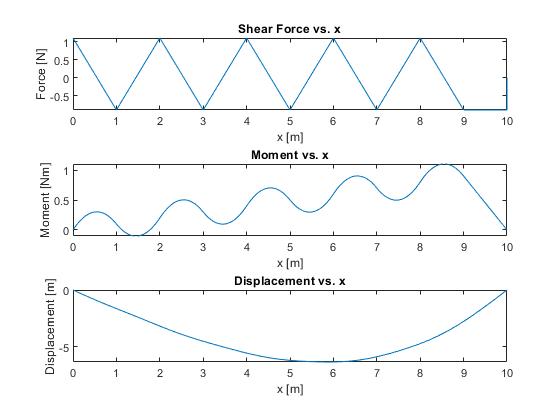 Shear Force vs. x
Force [N]
1
0.5
0
-0.5
0 1 2 3 4 5 6 7 8 9 10
x [m]
Moment vs. x
Moment [Nm]
1
0.5
0
0 1 2 3 4 5 6 7 8 9 10
x [m]
Displacement vs. x
Displacement [m]
0
-5
0 1 2 3 4 5 6 7 8 9 10
x [m]